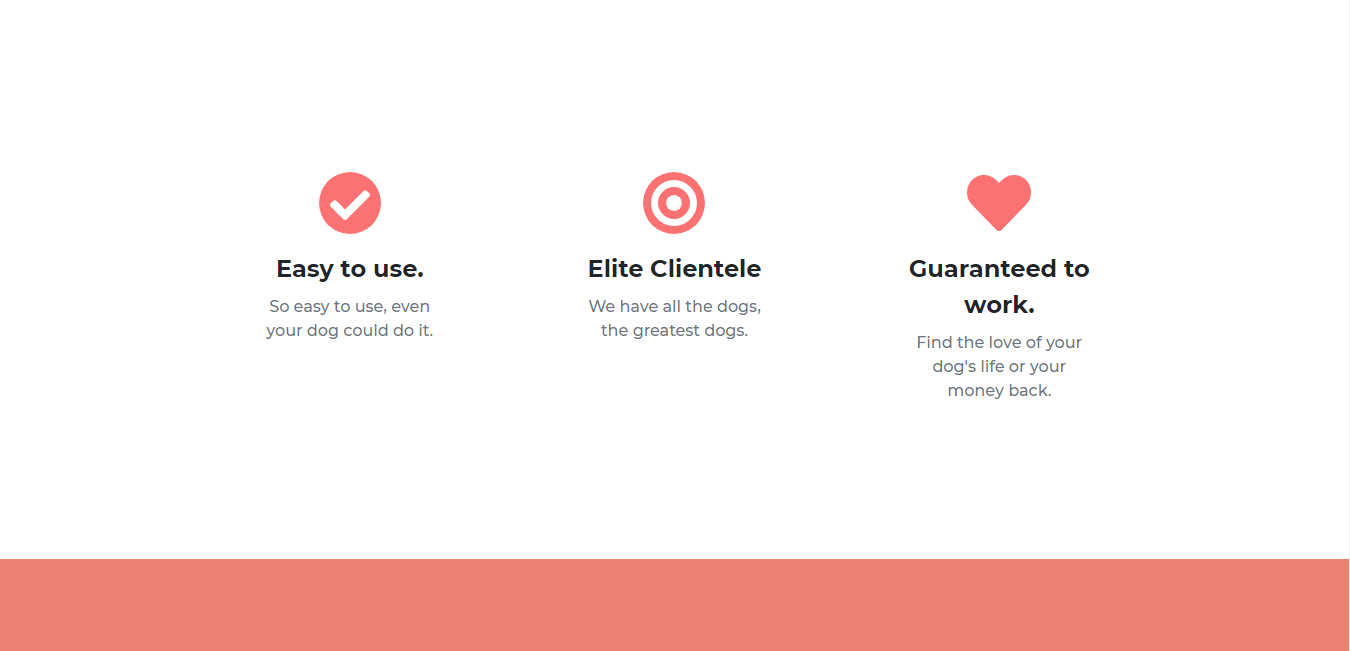 Easy to use.
So easy to use, even
your dog could do it.
Elite Clientele
We have all the dogs,
the greatest dogs.
Guaranteed to
work.
Find the love of your
dog's life or your
money back.